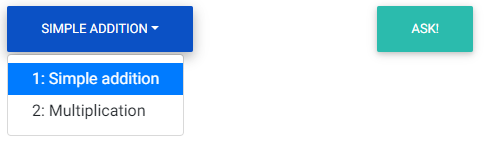 SIMPLE ADDITION
ASK!
1: Simple addition
2: Multiplication